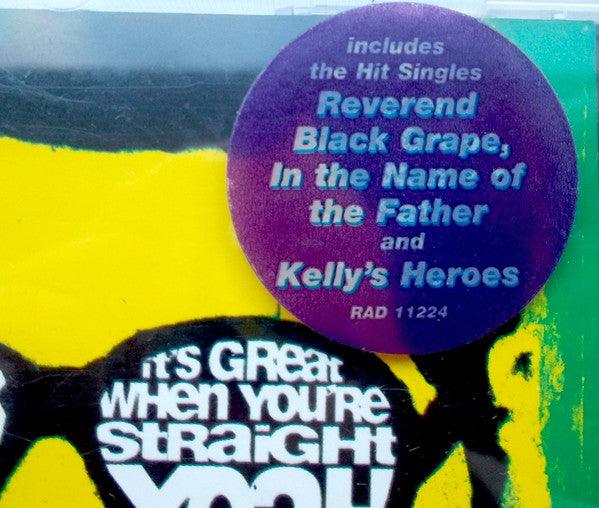 includes
the Hit Singles
Reverend
Black Grape,
In the Name of
the Father
and
Kelly's Heroes
RAD 11224
it's GReat
WHen YOU'Re
StRaiGHt